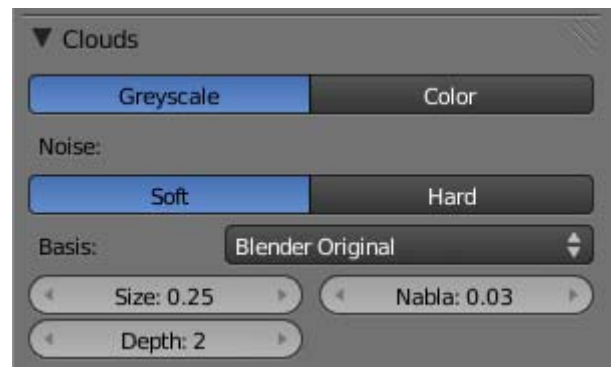 Clouds
Greyscale Color
Noise:
Soft Hard
Basis: Blender Original
Size: 0.25 Nabla: 0.03
Depth: 2